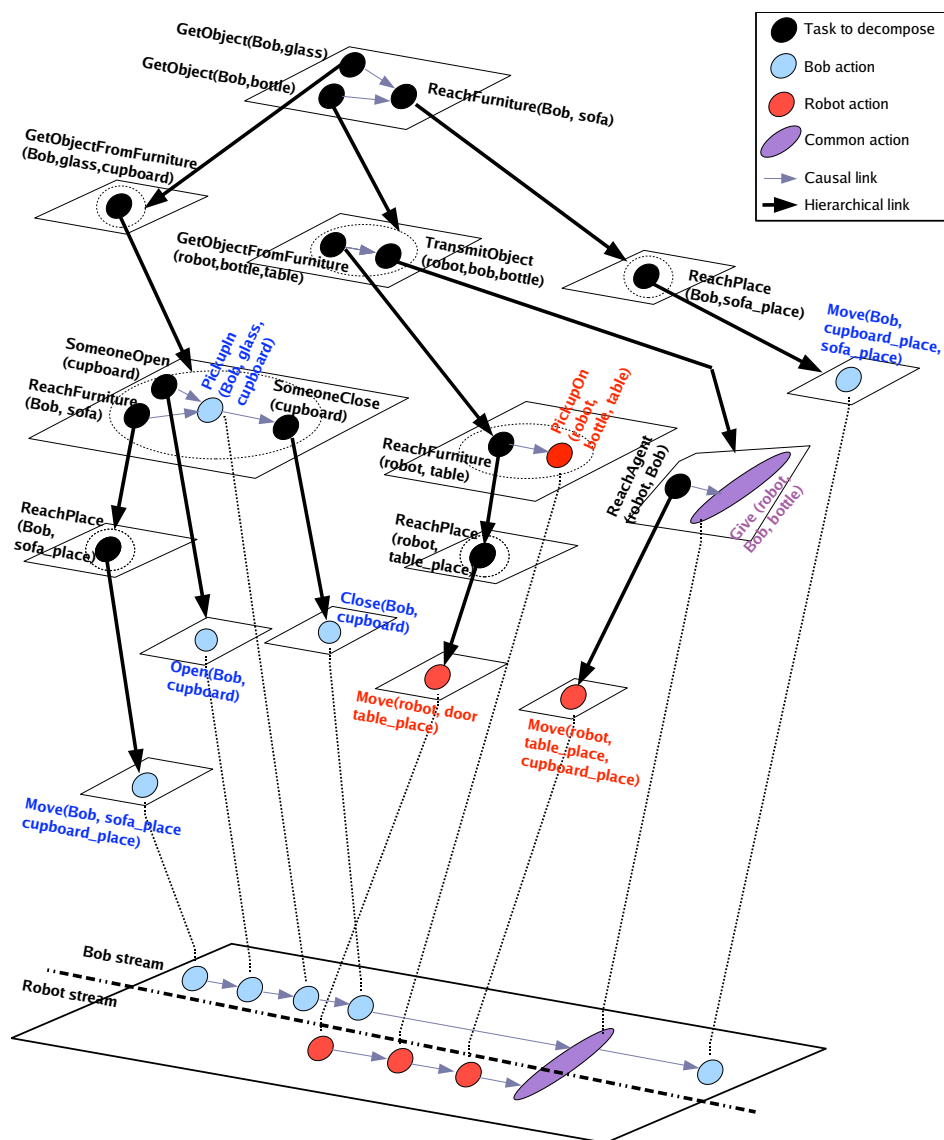 GetObject(Bob,glass)
GetObject(Bob,bottle)
ReachFurniture(Bob, sofa)
Task to decompose
Bob action
Robot action
Common action
Causal link
Hierarchical link
GetObjectFromFurniture
(Bob,glass,cupboard)
GetObjectFromFurniture
(robot,bottle,table)
TransmitObject
(robot,bob,bottle)
ReachPlace
(Bob,sofa_place)
Move(Bob,
cupboard_place,
sofa_place)
SomeoneOpen
(cupboard)
ReachFurniture
(Bob, sofa)
PickupIn
(Bob, glass,
cupboard)
SomeoneClose
(cupboard)
ReachFurniture
(robot, table)
PickupOn
(robot,
bottle, table)
ReachAgent
(robot, Bob)
Give (robot,
Bob, bottle)
ReachPlace
(Bob,
sofa_place)
ReachPlace
(robot,
table_place,
Close(Bob,
cupboard)
Open(Bob,
cupboard)
Move(robot, door
table_place)
Move(robot,
table_place,
cupboard_place)
Move(Bob, sofa_place
cupboard_place)
Bob stream
Robot stream